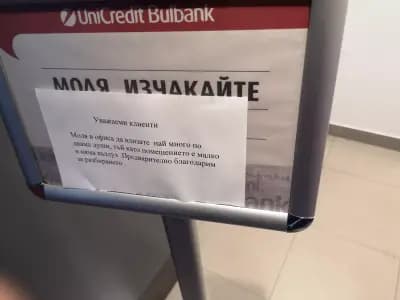 UniCredit Bulbank
МОЛЯ, ИЗЧАКАЙТЕ
Уважаеми клиенти
Моля в офиса да влизате най много по
двама души, тъй като помещението е малко
и няма въздух. Предварително благодарим
за разбирането